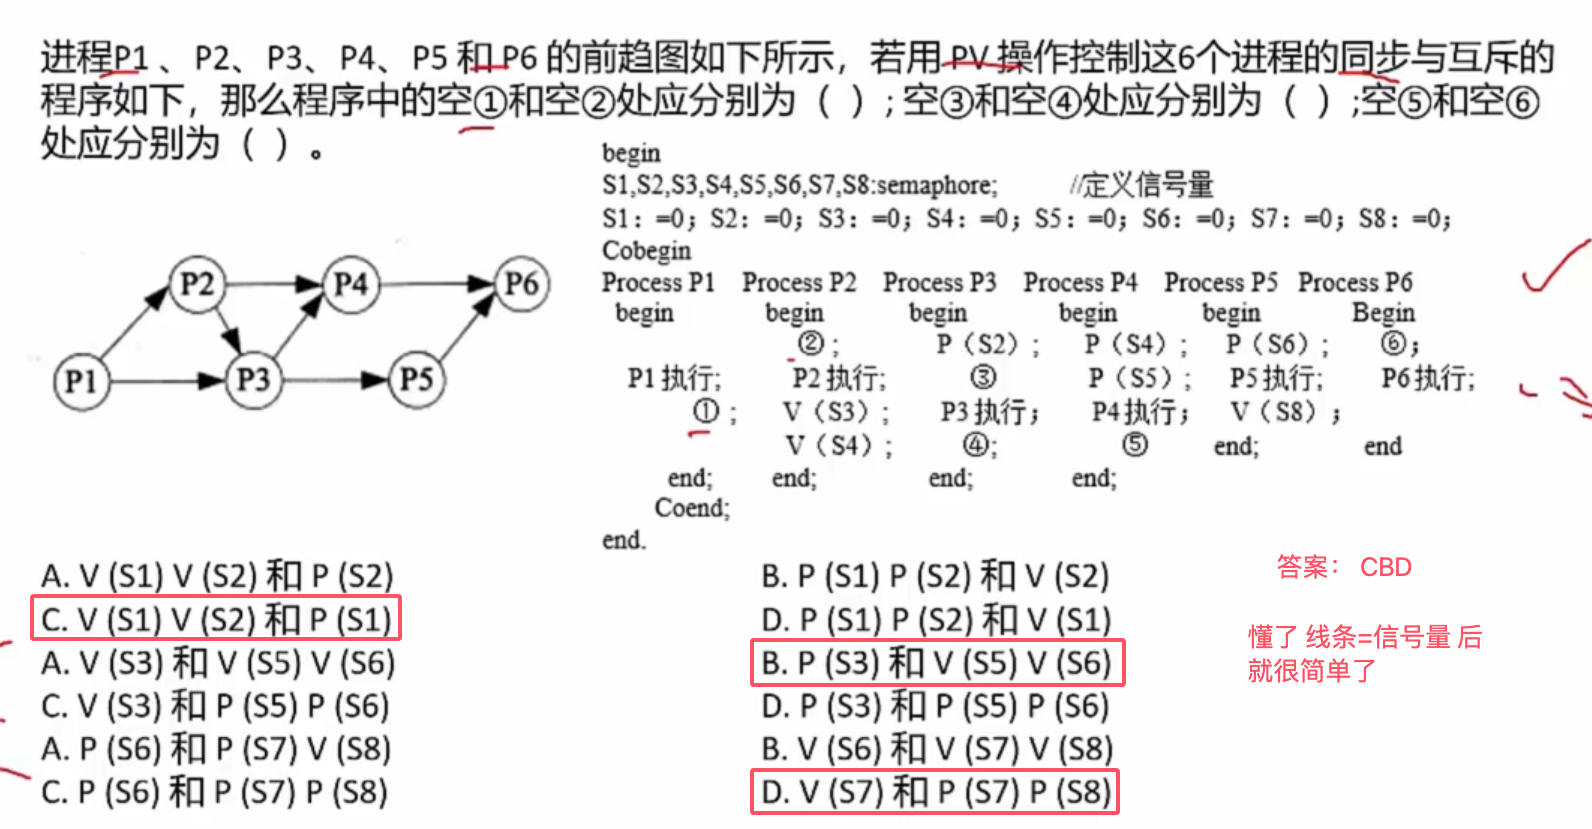 进程P1 、P2、P3、P4、P5 和 P6 的前趋图如下所示，若用 PV 操作控制这6个进程的同步与互斥的
程序如下，那么程序中的空①和空②处应分别为（ ）; 空③和空④处应分别为（ ）;空⑤和空⑥
处应分别为（ ）。
begin
S1,S2,S3,S4,S5,S6,S7,S8:semaphore; //定义信号量
S1：=0；S2：=0；S3：=0；S4：=0；S5：=0；S6：=0；S7：=0；S8：=0；
Cobegin
Process P1 Process P2 Process P3 Process P4 Process P5 Process P6
begin begin begin begin begin Begin
②； P（S2）； P（S4）； P（S6）； ⑥；
P1执行； P2执行； ③ P（S5）； P5执行； P6执行；
①； V（S3）； P3执行； P4执行； V（S8）；
V（S4）； ④； ⑤ end; end
end; end; end; end;
Coend;
end.
P2 P4 P6
P1 P3 P5
A. V (S1) V (S2) 和 P (S2)
B. P (S1) P (S2) 和 V (S2)
C. V (S1) V (S2) 和 P (S1)
D. P (S1) P (S2) 和 V (S1)
A. V (S3) 和 V (S5) V (S6)
B. P (S3) 和 V (S5) V (S6)
C. V (S3) 和 P (S5) P (S6)
D. P (S3) 和 P (S5) P (S6)
A. P (S6) 和 P (S7) V (S8)
B. V (S6) 和 V (S7) V (S8)
C. P (S6) 和 P (S7) P (S8)
D. V (S7) 和 P (S7) P (S8)
答案： CBD
懂了 线条=信号量 后
就很简单了